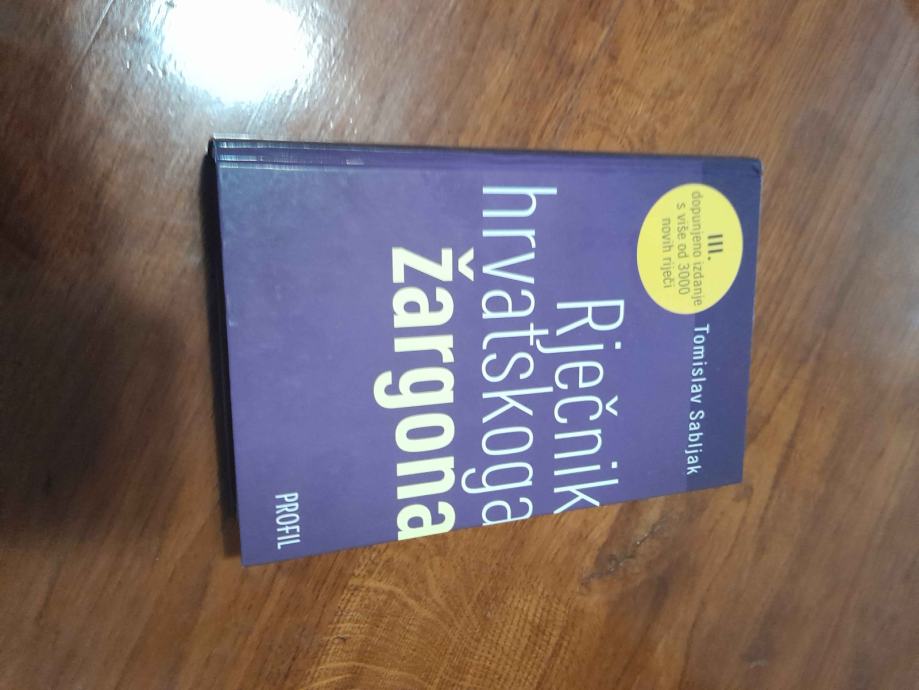 III.
dopunjeno izdanje
s više od 3000
novih riječi
Tomislav Sabljak
Rječnik
hrvatskoga
žargona
PROFIL